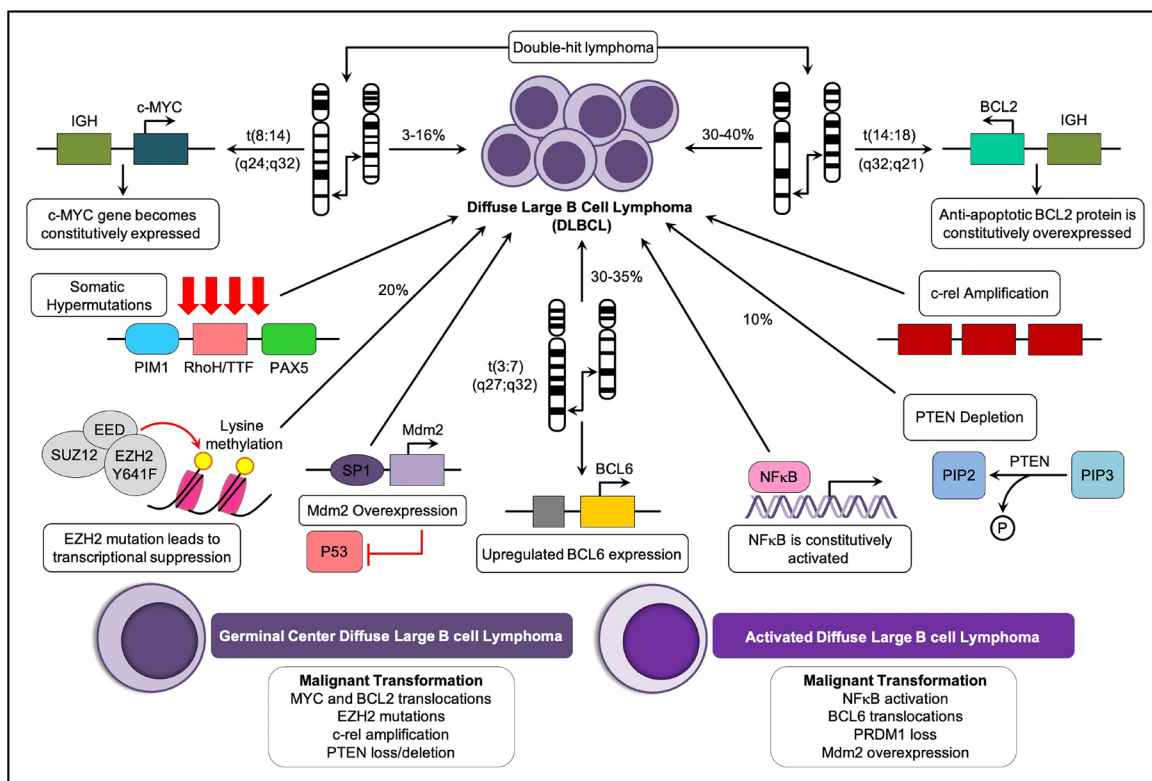 Double-hit lymphoma
IGH
c-MYC
t(8:14)
(q24;q32)
3-16%
30-40%
t(14:18)
(q32;q21)
BCL2
IGH
c-MYC gene becomes
constitutively expressed
Diffuse Large B Cell Lymphoma
(DLBCL)
Anti-apoptotic BCL2 protein is
constitutively overexpressed
Somatic
Hypermutations
PIM1
RhoH/TTF
PAX5
20%
30-35%
t(3:7)
(q27;q32)
10%
c-rel Amplification
EED
SUZ12
EZH2
Y641F
Lysine
methylation
EZH2 mutation leads to
transcriptional suppression
SP1
Mdm2
Mdm2 Overexpression
P53
BCL6
Upregulated BCL6 expression
NFκB
NFκB is constitutively
activated
PTEN Depletion
PIP2
PTEN
PIP3
P
Germinal Center Diffuse Large B cell Lymphoma
Malignant Transformation
MYC and BCL2 translocations
EZH2 mutations
c-rel amplification
PTEN loss/deletion
Activated Diffuse Large B cell Lymphoma
Malignant Transformation
NFκB activation
BCL6 translocations
PRDM1 loss
Mdm2 overexpression